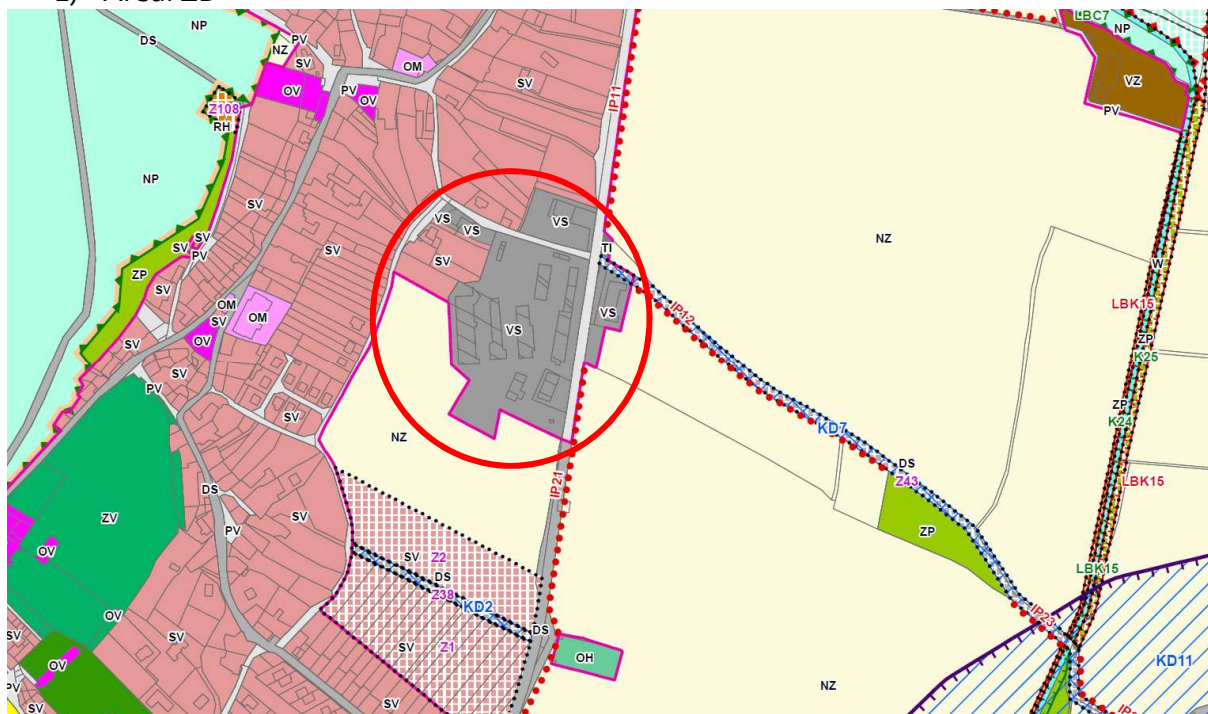 Areál ZD
NP
DS
NZ
PV
SV
OM
OV
PV
OV
SV
IP11
LBC7
NP
VZ
PV
Z108
RH
NP
SV
VS
VS
SV
VS
SV
SV
SV
PV
TI
NZ
ZP
OM
SV
OM
OV
VS
VS
IP12
W
LBK15
ZP
K25
SV
SV
PV
SV
NZ
KD7
ZP
K24
DS
IP21
DS
Z43
LBK15
ZV
PV
SV
ZP
OV
SV
Z2
DS
Z38
KD2
DS
LBK15
OV
SV
SV
Z1
IP23
SV
OV
OH
KD11
PV
SV
SV
NZ